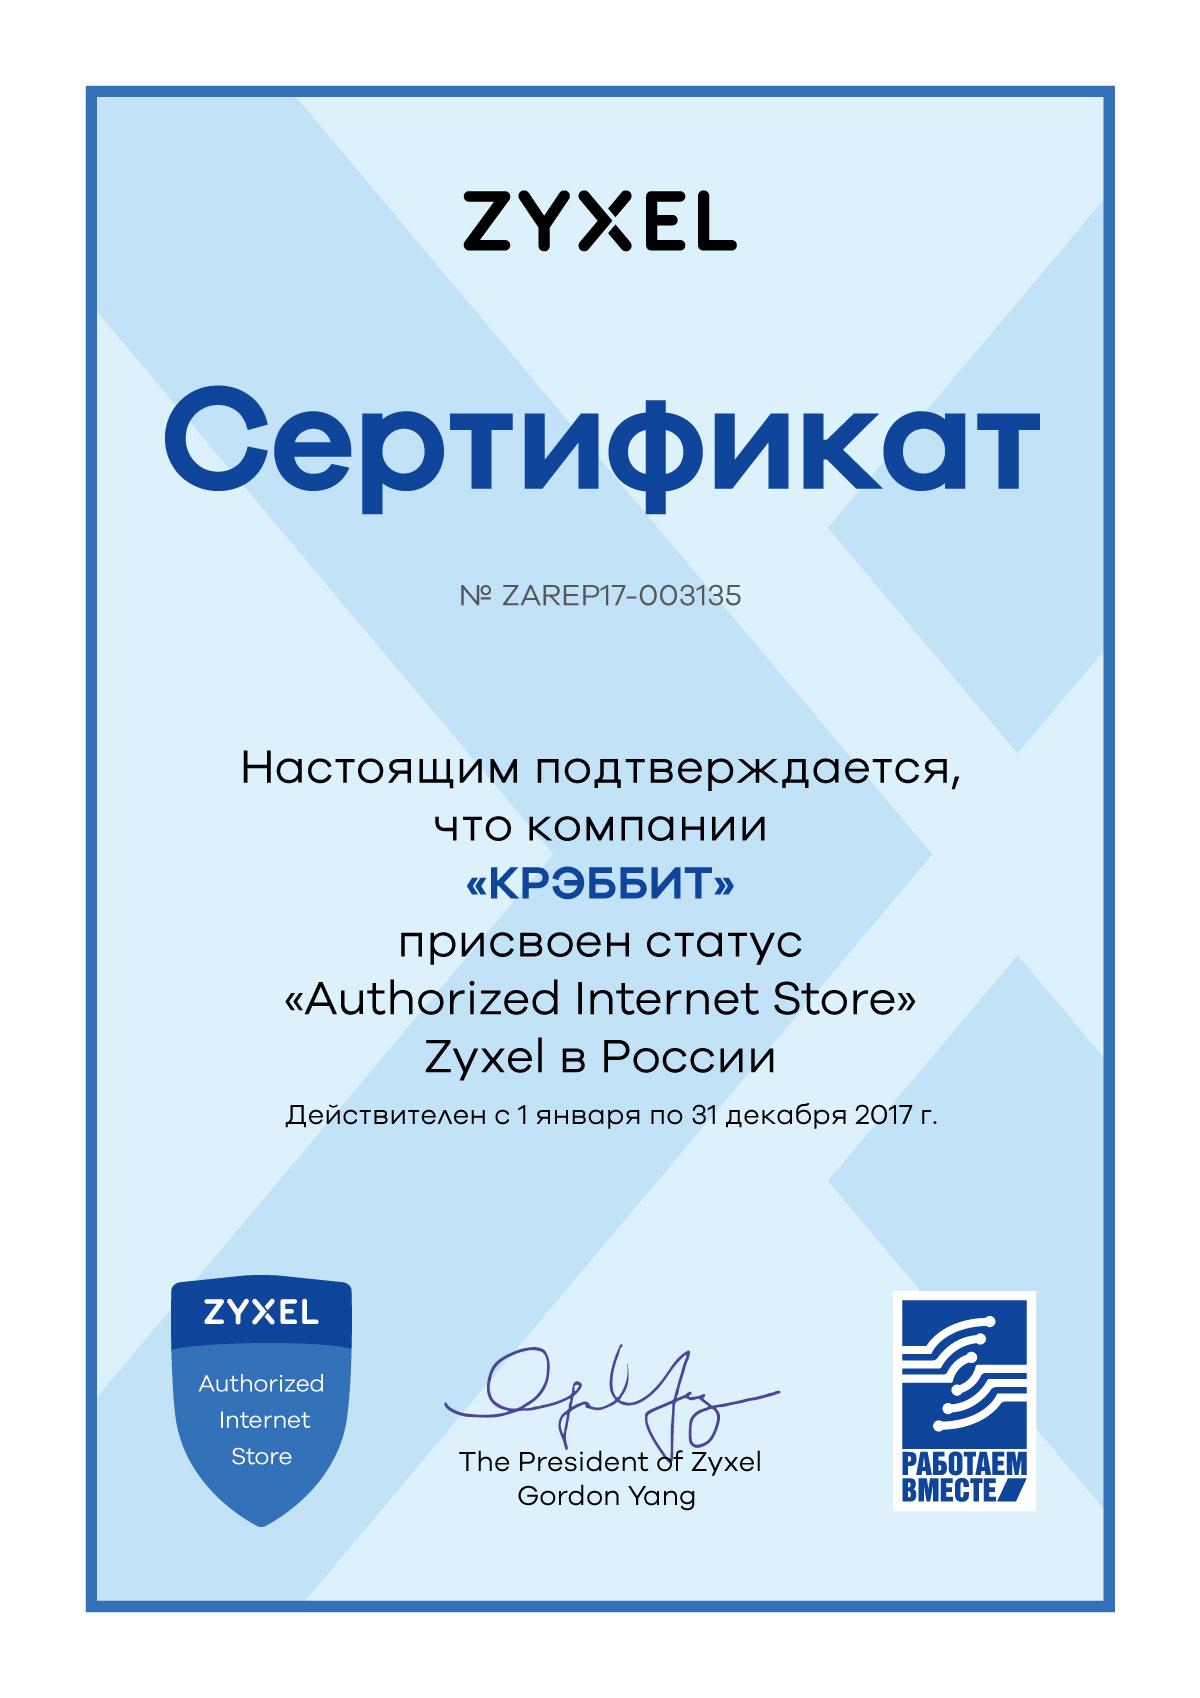 ZYXEL
Сертификат
№ ZAREP17-003135
Настоящим подтверждается,
что компании
«КРЭББИТ»
присвоен статус
«Authorized Internet Store»
Zyxel в России
Действителен с 1 января по 31 декабря 2017 г.
ZYXEL
Authorized
Internet
Store
The President of Zyxel
Gordon Yang
РАБОТАЕМ
ВМЕСТЕ